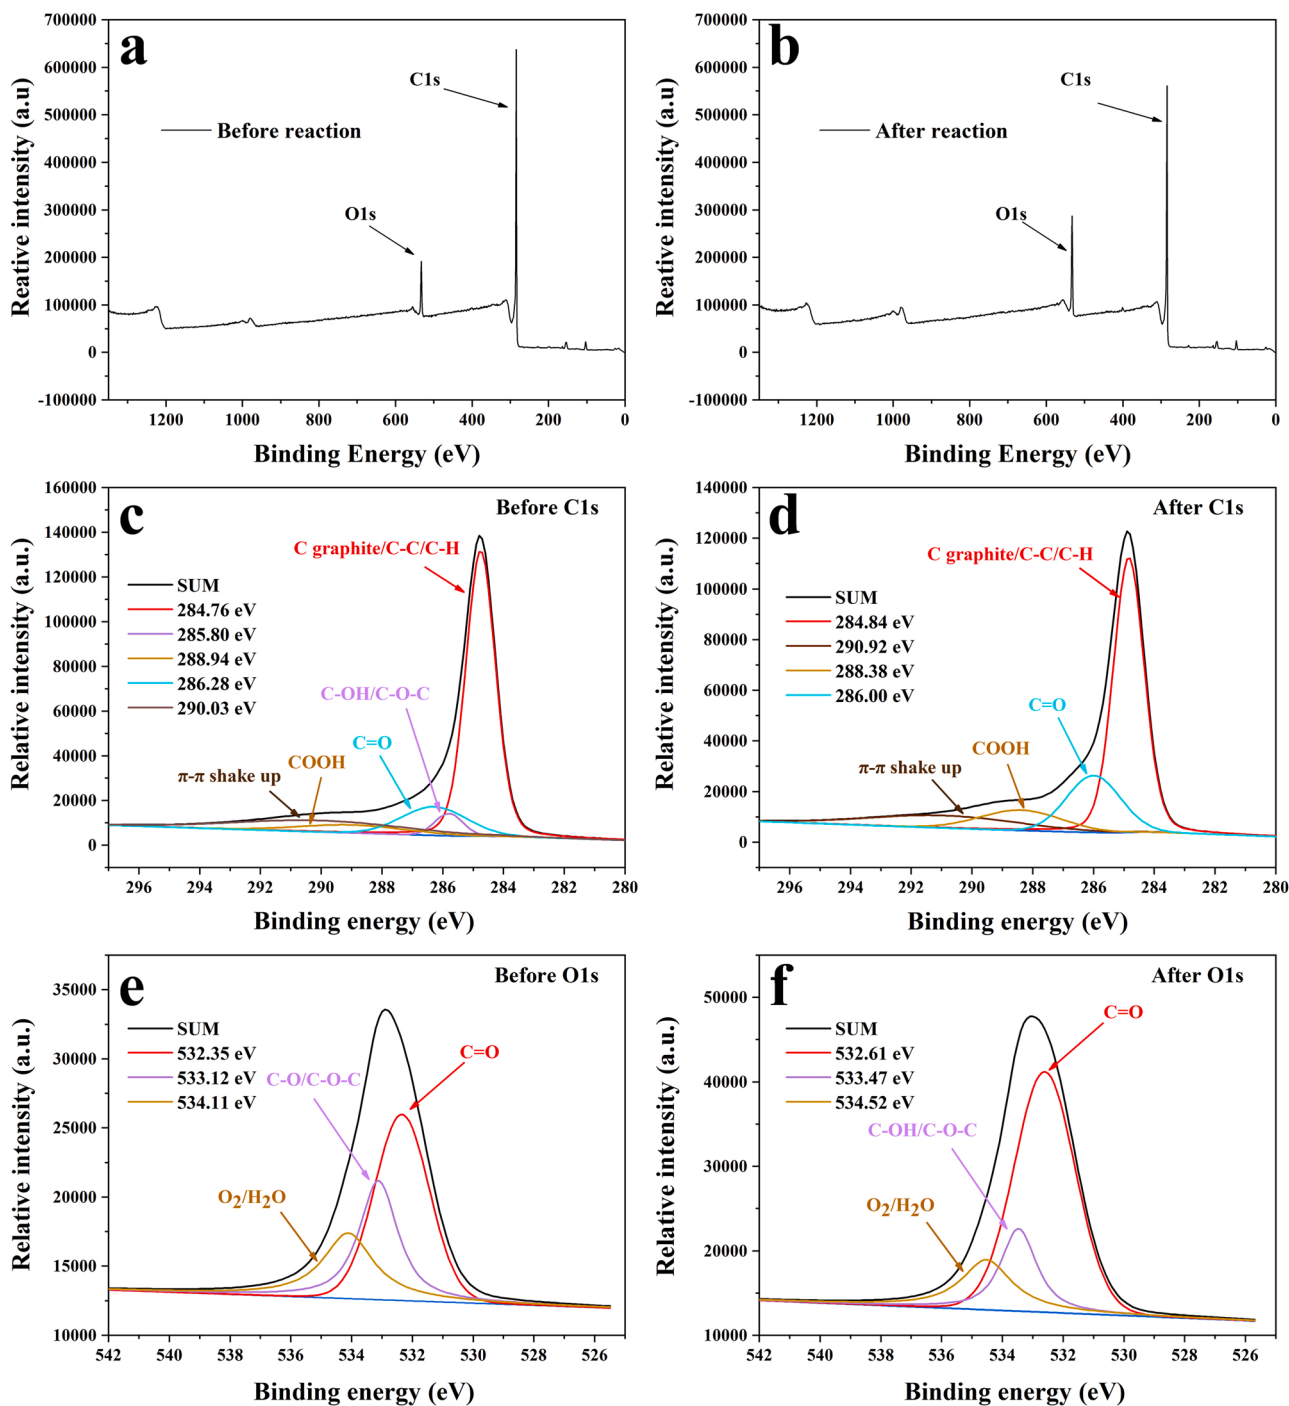 a
Before reaction
C1s
O1s
700000
600000
500000
400000
300000
200000
100000
0
-100000
1200 1000 800 600 400 200 0
Reative intensity (a.u)
Binding Energy (eV)
b
After reaction
C1s
O1s
700000
600000
500000
400000
300000
200000
100000
0
-100000
1200 1000 800 600 400 200 0
Reative intensity (a.u)
Binding Energy (eV)
c
Before C1s
C graphite/C-C/C-H
SUM
284.76 eV
285.80 eV
288.94 eV
286.28 eV
290.03 eV
C-OH/C-O-C
C=O
COOH
π-π shake up
160000
140000
120000
100000
80000
60000
40000
20000
0
296 294 292 290 288 286 284 282 280
Relative intensity (a.u.)
Binding energy (eV)
d
After C1s
C graphite/C-C/C-H
SUM
284.84 eV
290.92 eV
288.38 eV
286.00 eV
C=O
COOH
π-π shake up
140000
120000
100000
80000
60000
40000
20000
0
296 294 292 290 288 286 284 282 280
Relative intensity (a.u.)
Binding energy (eV)
e
Before O1s
SUM
532.35 eV
533.12 eV
534.11 eV
C=O
C-O/C-O-C
O2/H2O
35000
30000
25000
20000
15000
10000
542 540 538 536 534 532 530 528 526
Relative intensity (a.u.)
Binding energy (eV)
f
After O1s
SUM
532.61 eV
533.47 eV
534.52 eV
C=O
C-OH/C-O-C
O2/H2O
50000
40000
30000
20000
10000
542 540 538 536 534 532 530 528 526
Relative intensity (a.u.)
Binding energy (eV)